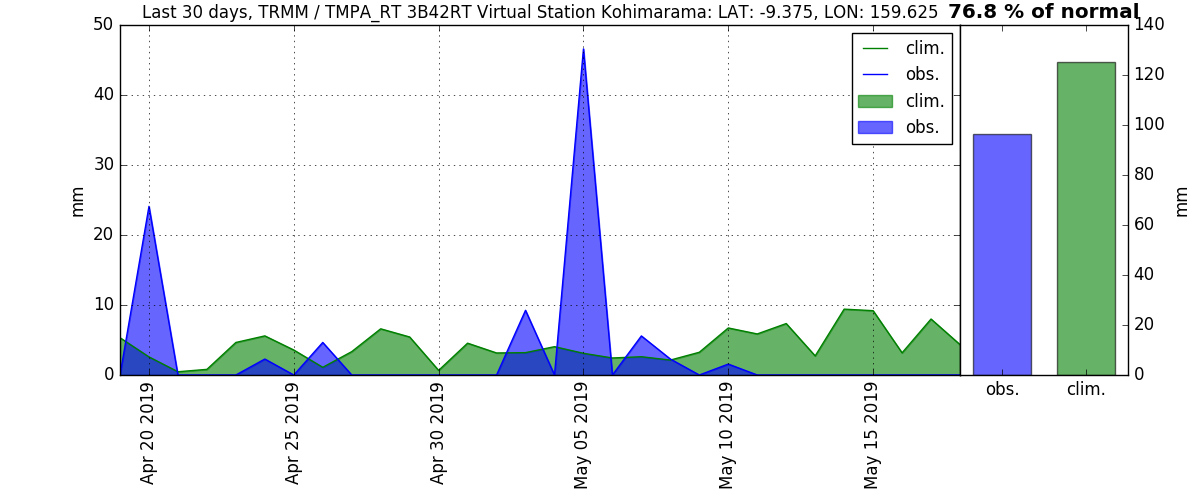 Last 30 days, TRMM / TMPA_RT 3B42RT Virtual Station Kohimarama: LAT: -9.375, LON: 159.625
76.8 % of normal
50
40
30
20
10
0
mm
clim.
obs.
clim.
obs.
Apr 20 2019
Apr 25 2019
Apr 30 2019
May 05 2019
May 10 2019
May 15 2019
140
120
100
80
60
40
20
0
mm
obs.
clim.